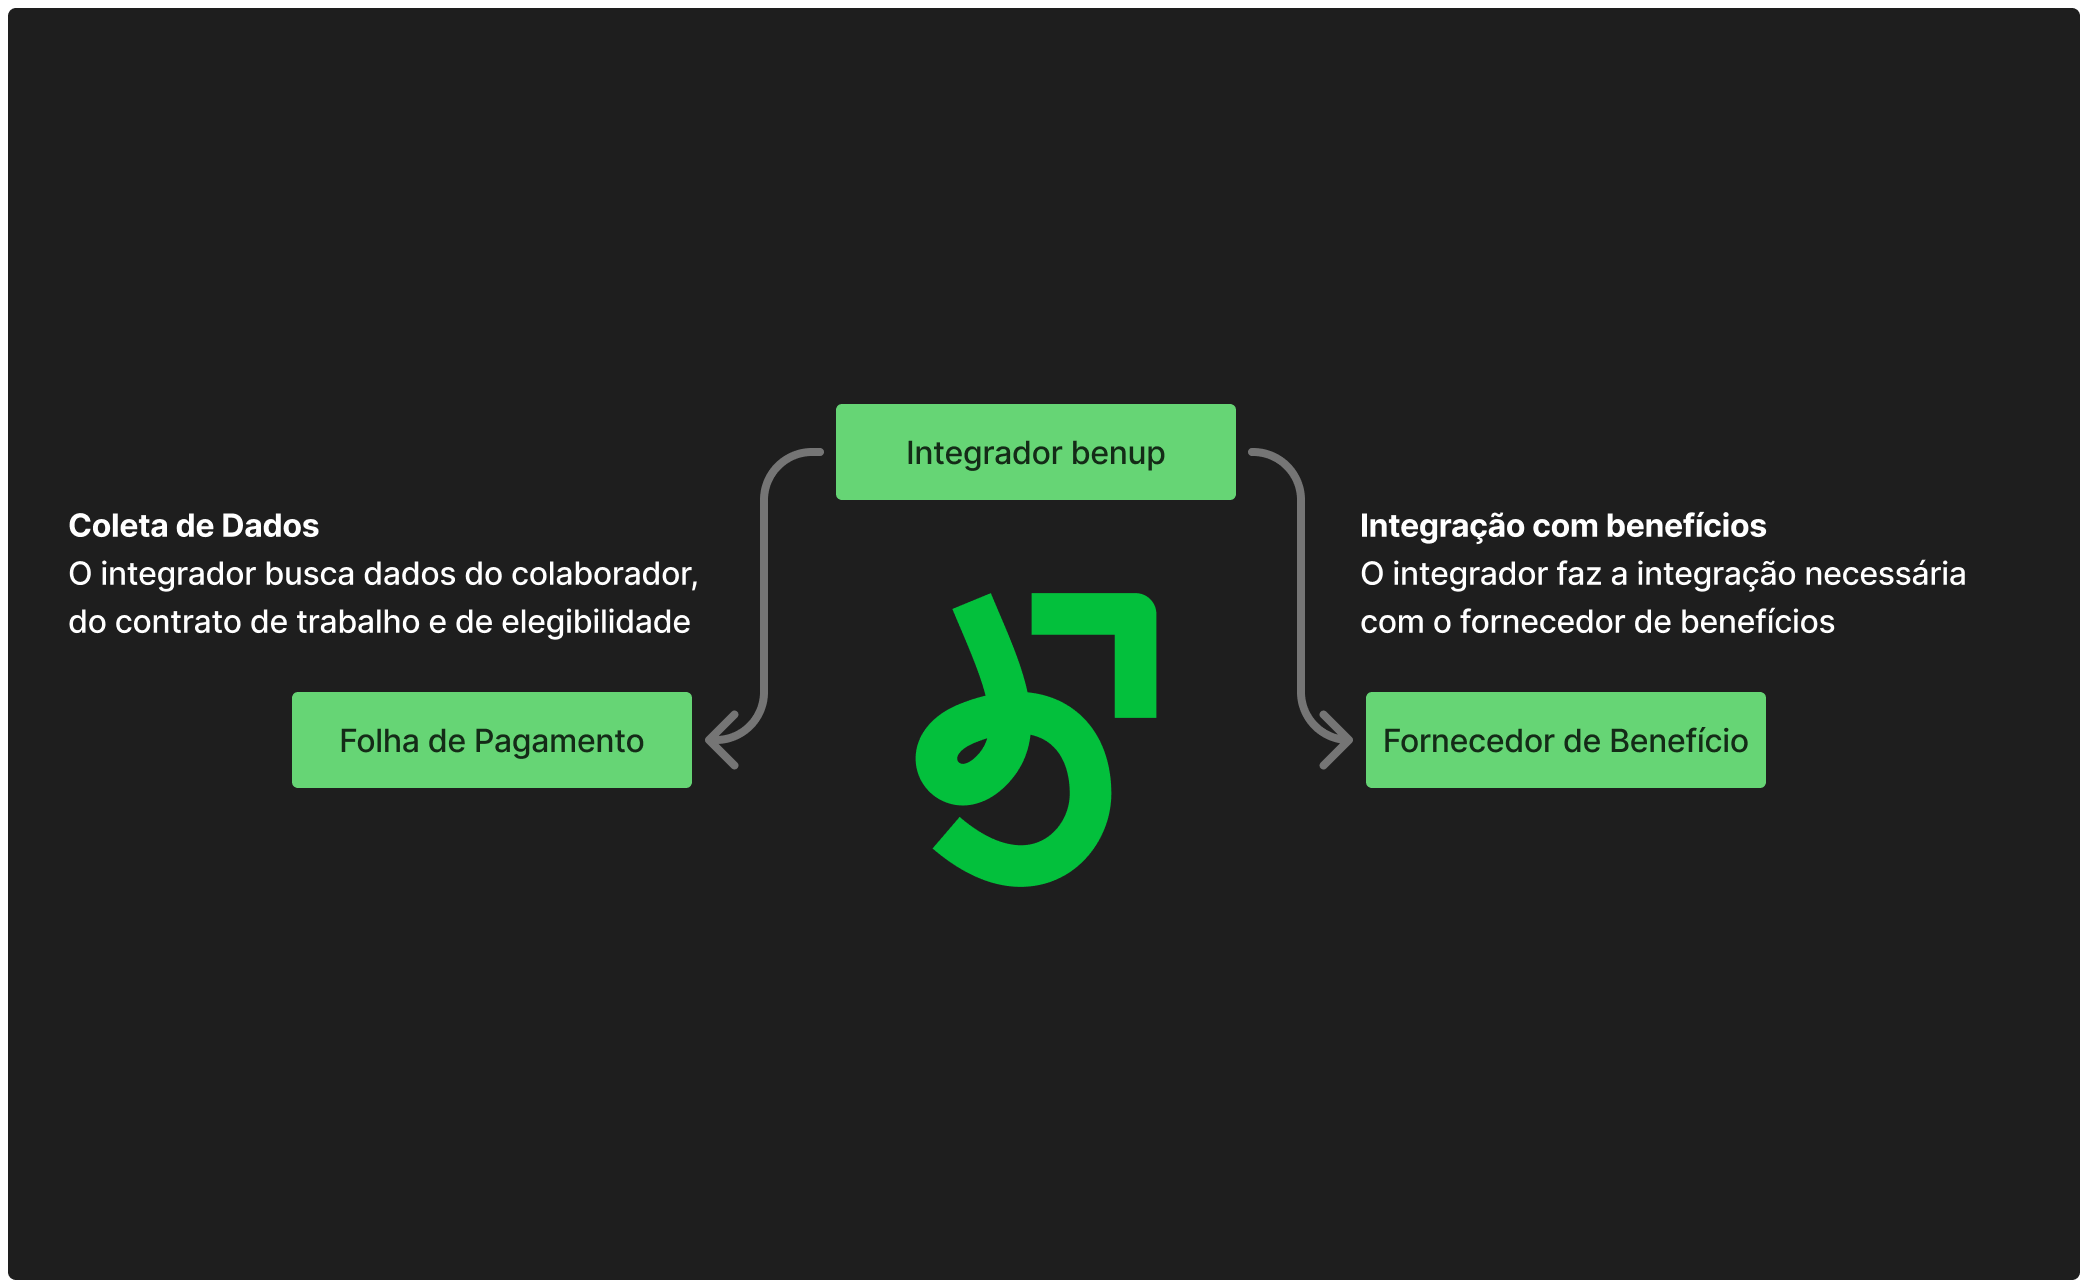 Integrador benup
Coleta de Dados
O integrador busca dados do colaborador,
do contrato de trabalho e de elegibilidade
Integração com benefícios
O integrador faz a integração necessária
com o fornecedor de benefícios
Folha de Pagamento
Fornecedor de Benefício